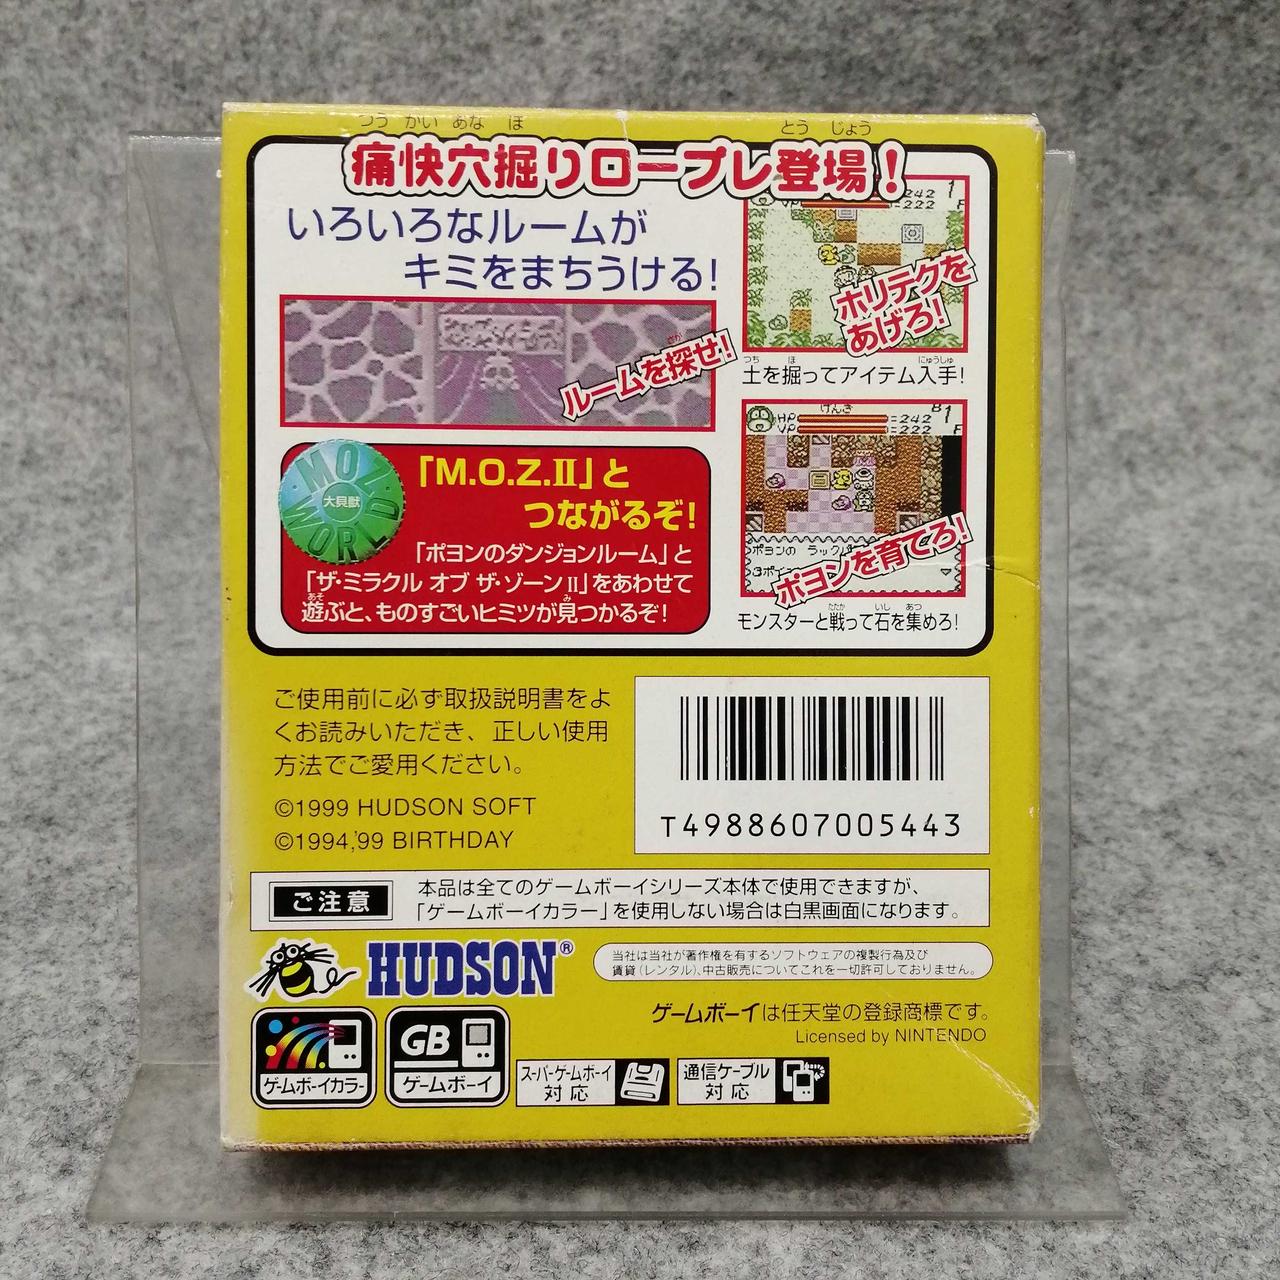 つうかいあなほ とうじょう
痛快穴掘りロープレ登場!
いろいろなルームが
キミをまちうける!
さが
ルームを探せ!
242
222
F
ホリテクを
あげろ!
つち ほ にゅうしゅ
土を掘ってアイテム入手!
MOZ WORLD
大貝獣
「M.O.Z.II」と
つながるぞ!
「ポヨンのダンジョンルーム」と
「ザ・ミラクル オブ ザ・ゾーンII」をあわせて
あそ み
遊ぶと、ものすごいヒミツが見つかるぞ!
げんき
HP =242 B1
VP =222 F
ポヨンの
ポヨンを育てろ!
たたか いし あつ
モンスターと戦って石を集めろ!
ご使用前に必ず取扱説明書をよ
くお読みいただき、正しい使用
方法でご愛用ください。
©1999 HUDSON SOFT
©1994,'99 BIRTHDAY
T4988607005443
ご注意
本品は全てのゲームボーイシリーズ本体で使用できますが、
「ゲームボーイカラー」を使用しない場合は白黒画面になります。
HUDSON®
当社は当社が著作権を有するソフトウェアの複製行為及び
賃貸(レンタル)、中古販売についてこれを一切許可しておりません。
ゲームボーイは任天堂の登録商標です。
Licensed by NINTENDO
ゲームボーイカラー
GB
ゲームボーイ
スーパーゲームボーイ
対応
通信ケーブル
対応